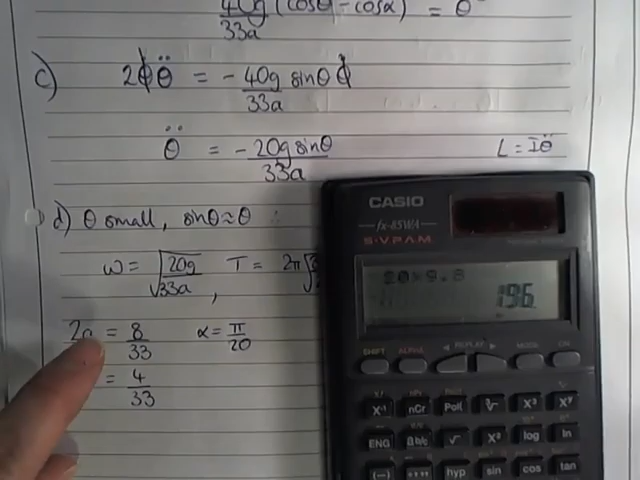 40g (cosθ - cosα) = θ
33a
c) 2θ̇θ̈ = - 40g sinθ θ̇
33a
θ̈ = - 20g sinθ L = Iθ̈
33a
d) θ small, sinθ ≈ θ
ω = √20g , T = 2π√
33a
2a = 8 α = π
33 20
= 4
33
CASIO
fx-85WA
S-V.P.A.M.
20×9.8
196.
SHIFT ALPHA REPLAY MODE ON
x⁻¹ nCr Pol( ³√ x³ xʸ
ENG a b/c √ x² log ln
(-) hyp sin cos tan